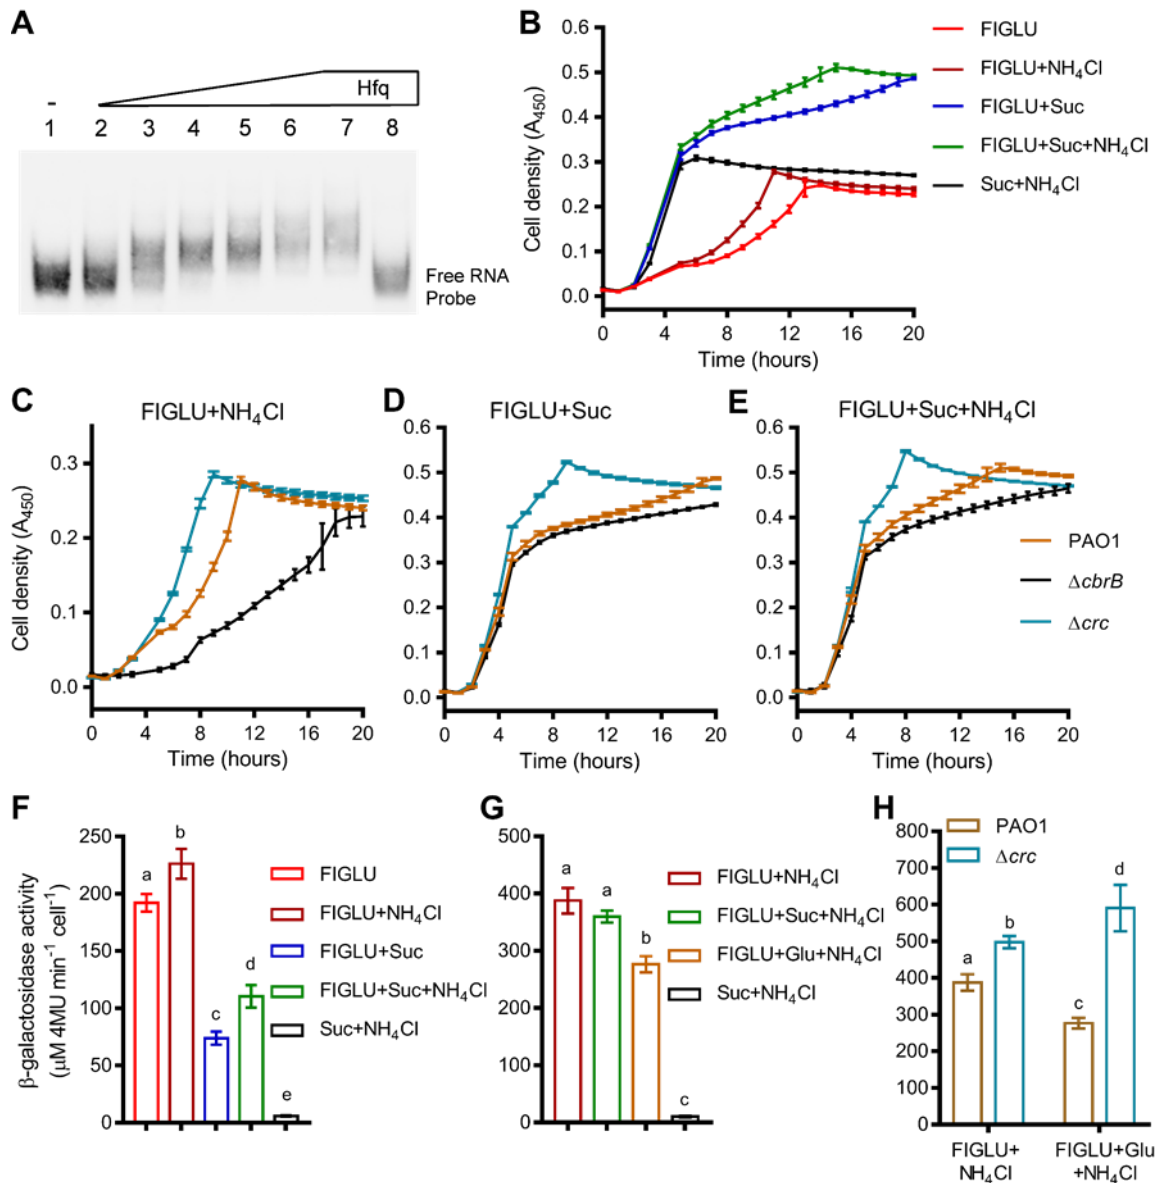 A
Hfq
- 
1 2 3 4 5 6 7 8
Free RNA
Probe
B
Cell density (A450)
0.6
0.5
0.4
0.3
0.2
0.1
0.0
0 4 8 12 16 20
Time (hours)
FIGLU
FIGLU+NH4Cl
FIGLU+Suc
FIGLU+Suc+NH4Cl
Suc+NH4Cl
C
FIGLU+NH4Cl
Cell density (A450)
0.3
0.2
0.1
0.0
0 4 8 12 16 20
Time (hours)
D
FIGLU+Suc
0.6
0.5
0.4
0.3
0.2
0.1
0.0
0 4 8 12 16 20
Time (hours)
E
FIGLU+Suc+NH4Cl
0.6
0.5
0.4
0.3
0.2
0.1
0.0
0 4 8 12 16 20
Time (hours)
PAO1
ΔcbrB
Δcrc
F
β-galactosidase activity
(μM 4MU min-1 cell-1)
250
200
150
100
50
0
a b c d e
FIGLU
FIGLU+NH4Cl
FIGLU+Suc
FIGLU+Suc+NH4Cl
Suc+NH4Cl
G
500
400
300
200
100
0
a a b c
FIGLU+NH4Cl
FIGLU+Suc+NH4Cl
FIGLU+Glu+NH4Cl
Suc+NH4Cl
H
PAO1
Δcrc
800
700
600
500
400
300
200
100
0
a b c d
FIGLU+
NH4Cl
FIGLU+Glu
+NH4Cl